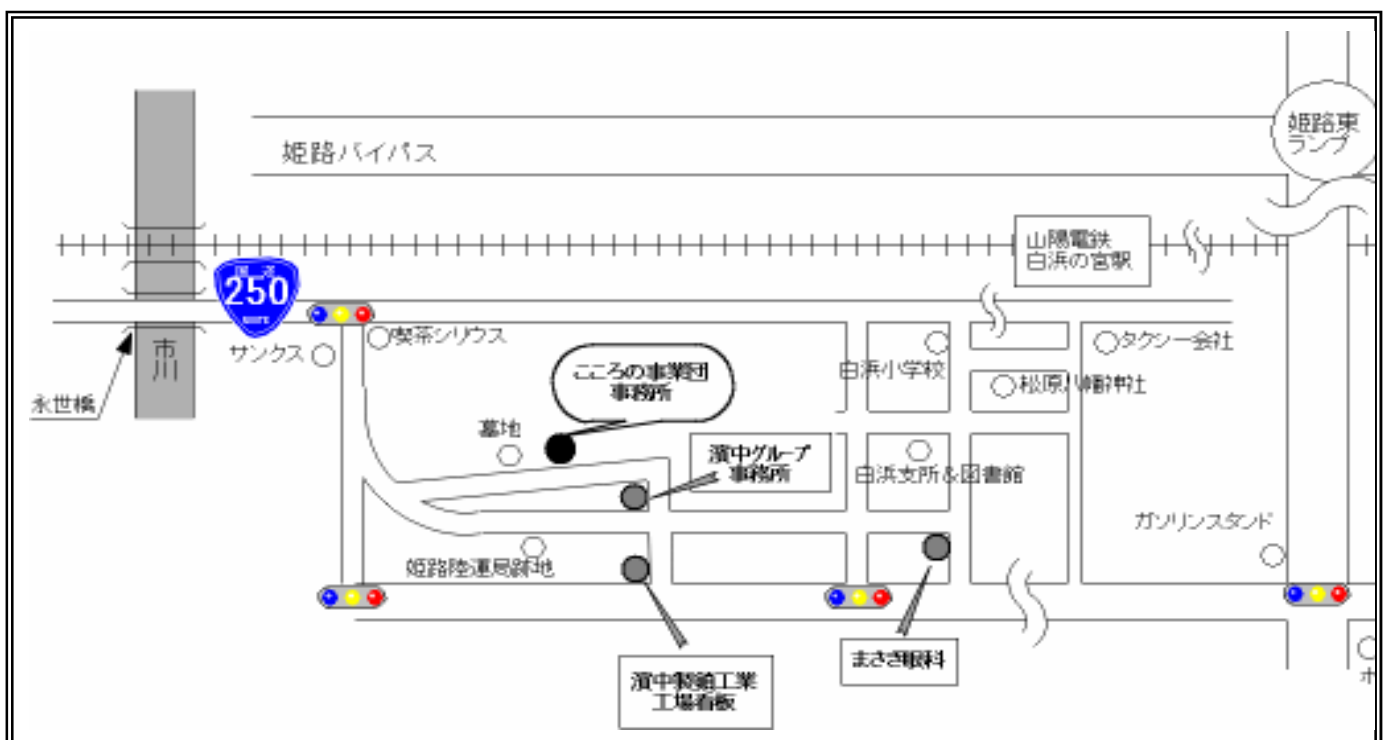 姫路東
ランプ
姫路バイパス
山陽電鉄
白浜の宮駅
国道
250
ROUTE
喫茶シリウス
サンクス
市川
永世橋
こころの事業団
事務所
白浜小学校
タクシー会社
松原八幡神社
墓地
濱中グループ
事務所
白浜支所&図書館
ガソリンスタンド
姫路陸運局跡地
まさき眼科
濱中製鎖工業
工場看板
ホ